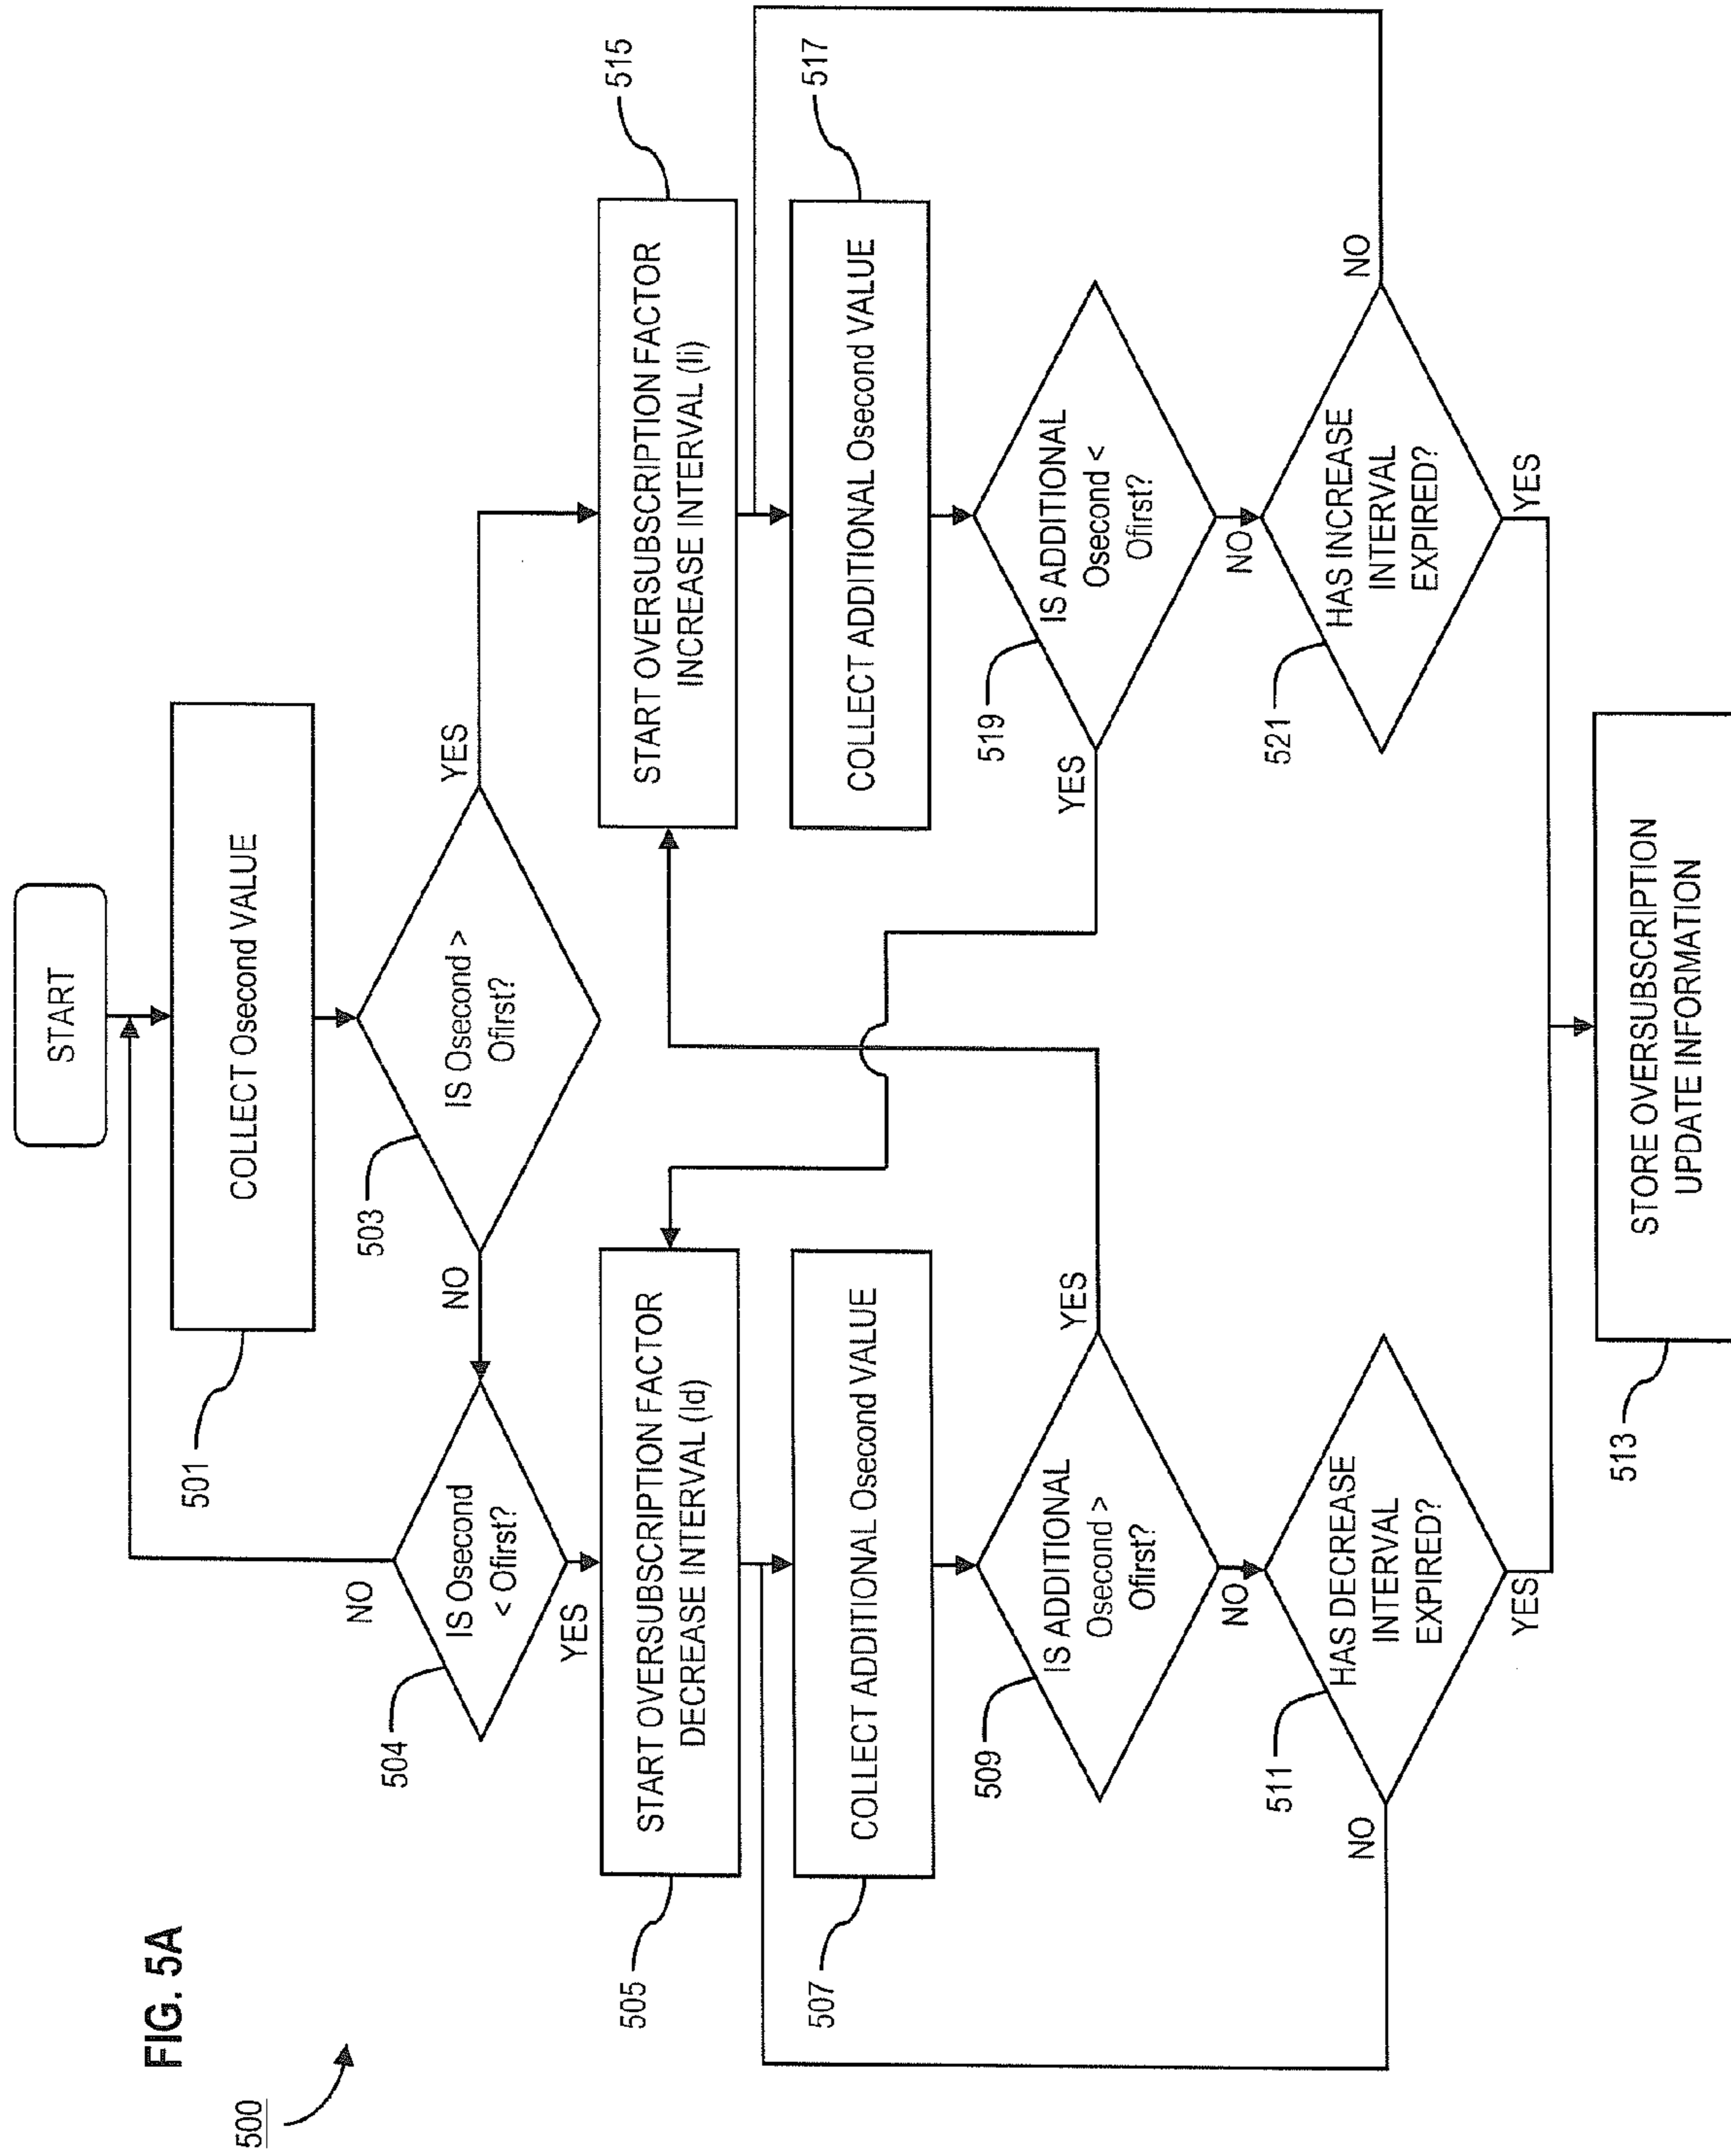 FIG. 5A
500
START
COLLECT Osecond VALUE
501
IS Osecond >
Ofirst?
503
NO
YES
IS Osecond
< Ofirst?
504
NO
YES
START OVERSUBSCRIPTION FACTOR
DECREASE INTERVAL (Id)
505
COLLECT ADDITIONAL Osecond VALUE
507
IS ADDITIONAL
Osecond >
Ofirst?
509
YES
NO
HAS DECREASE
INTERVAL
EXPIRED?
511
NO
YES
START OVERSUBSCRIPTION FACTOR
INCREASE INTERVAL (Ii)
515
COLLECT ADDITIONAL Osecond VALUE
517
IS ADDITIONAL
Osecond <
Ofirst?
519
YES
NO
HAS INCREASE
INTERVAL
EXPIRED?
521
NO
YES
STORE OVERSUBSCRIPTION
UPDATE INFORMATION
513